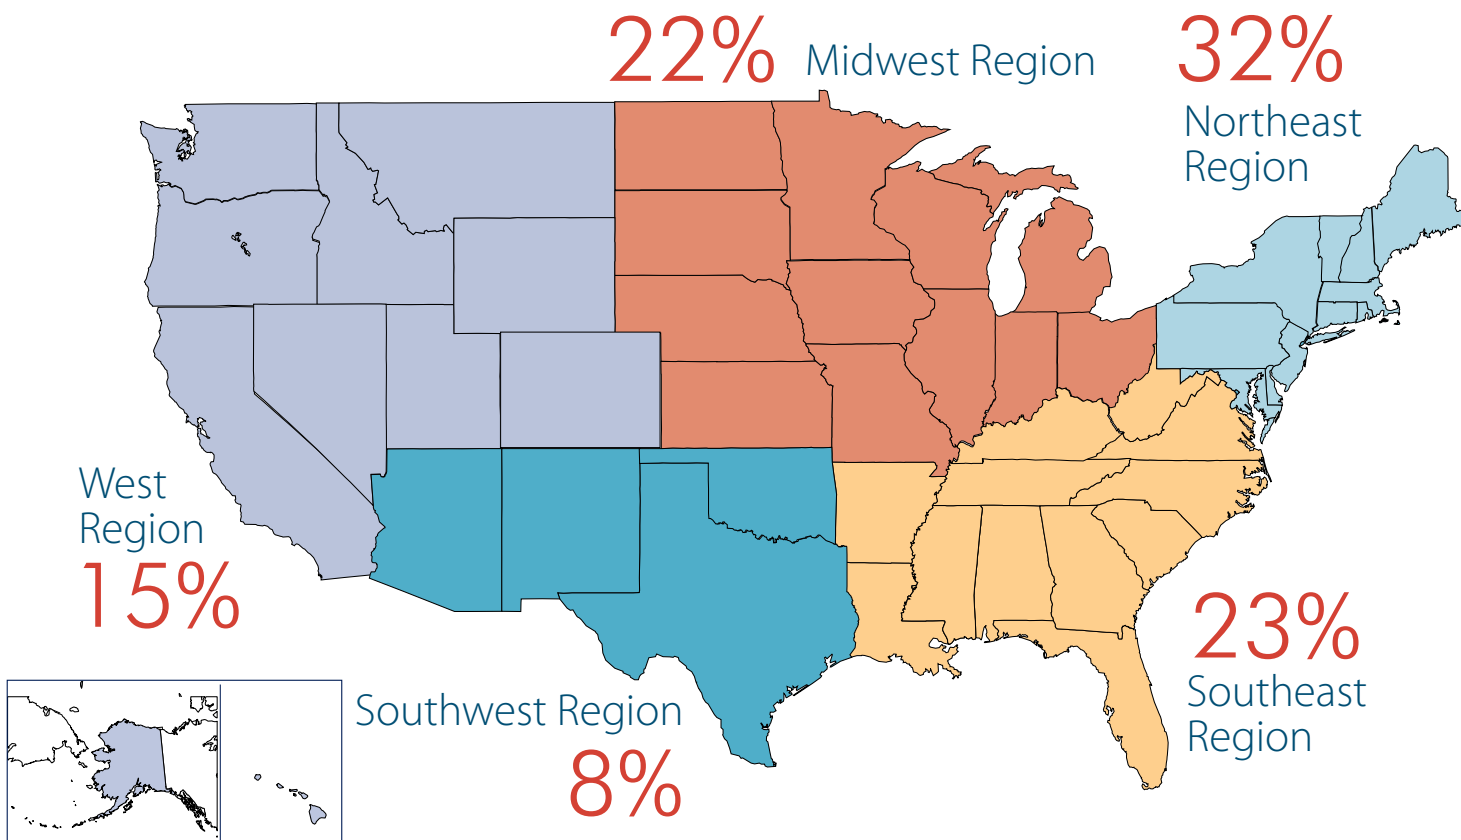 22% Midwest Region
32%
Northeast
Region
West
Region
15%
Southwest Region
8%
23%
Southeast
Region